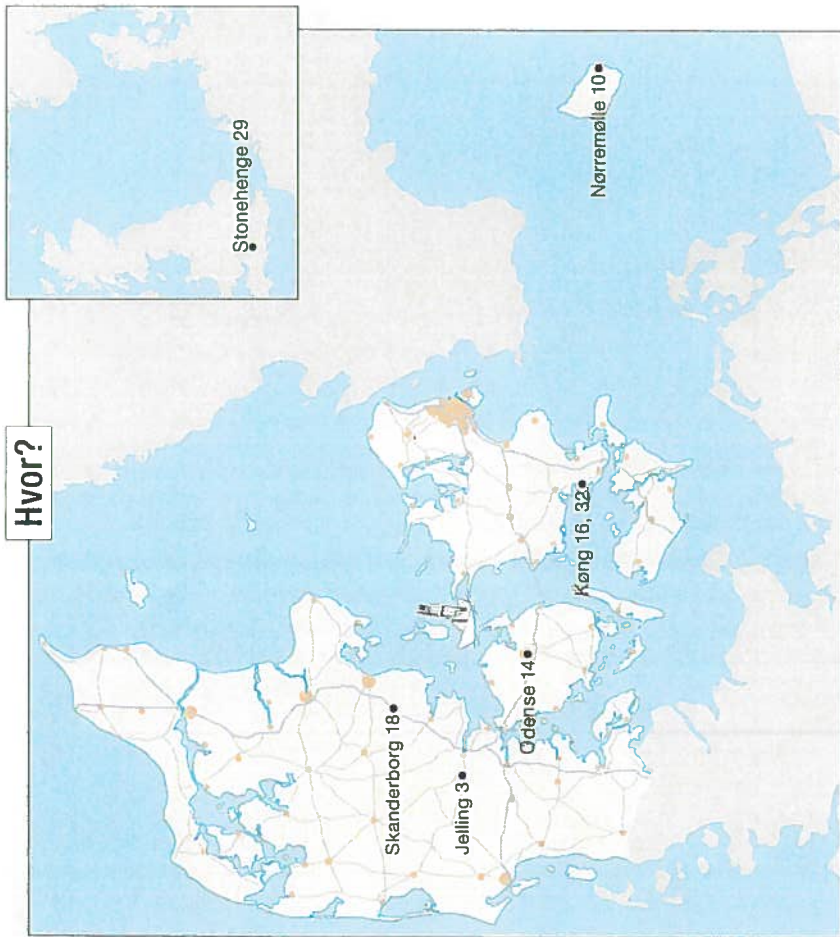 Hvor?
Stonehenge 29
Nørremølle 10
Køng 16, 32
Odense 14
Skanderborg 18
Jelling 3